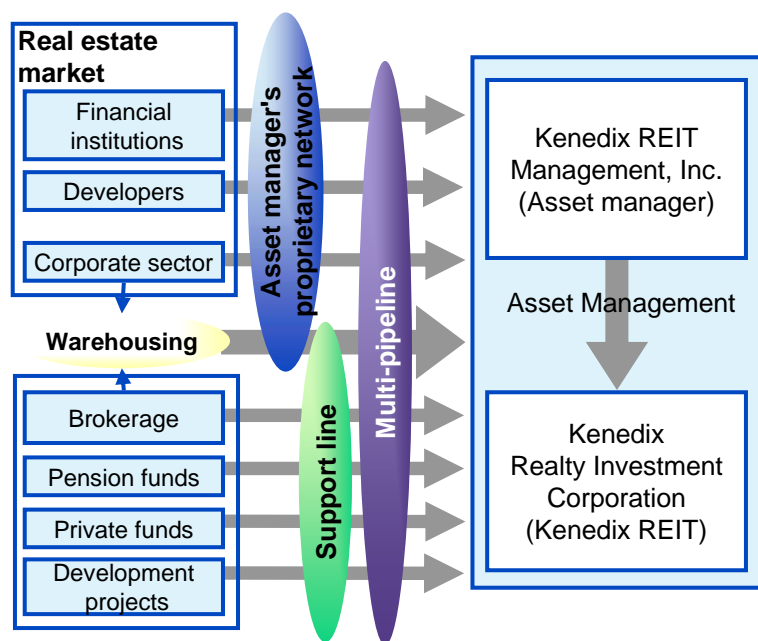 Real estate
market
Financial
institutions
Developers
Corporate sector
Warehousing
Brokerage
Pension funds
Private funds
Development
projects
Asset manager's
proprietary network
Support line
Multi-pipeline
Kenedix REIT
Management, Inc.
(Asset manager)
Asset Management
Kenedix
Realty Investment
Corporation
(Kenedix REIT)